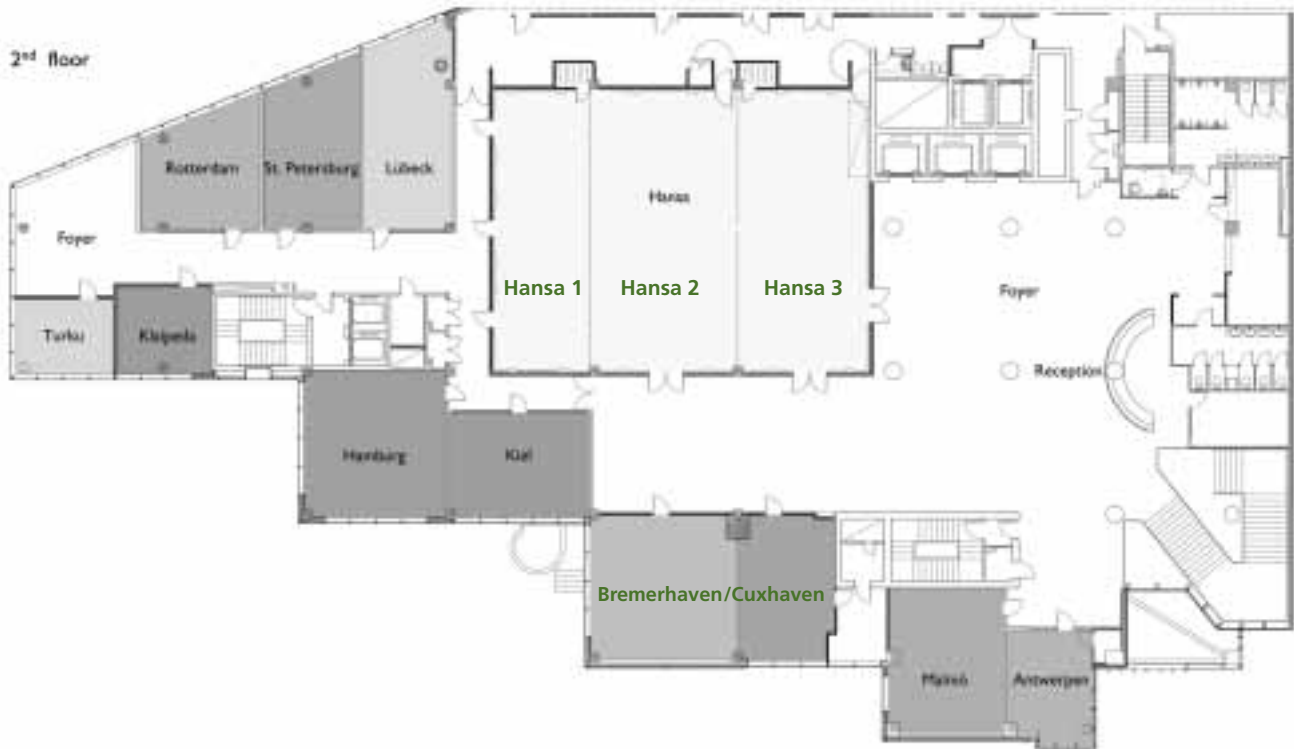 2nd floor
Rotterdam
St. Petersburg
Lübeck
Hansa
Foyer
Hansa 1
Hansa 2
Hansa 3
Foyer
Turku
Klaipeda
Reception
Hamburg
Kiel
Bremerhaven/Cuxhaven
Malmö
Antwerpen